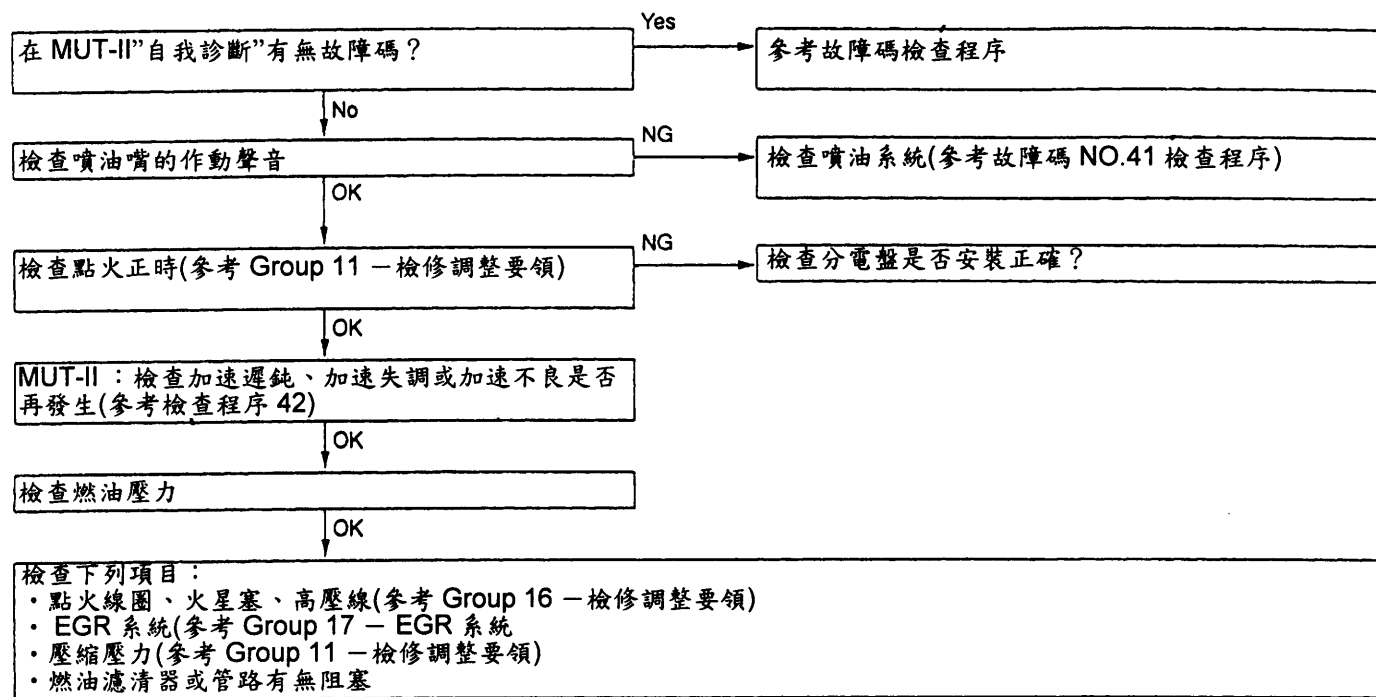 在 MUT-II”自我診斷”有無故障碼？
Yes
參考故障碼檢查程序
No
檢查噴油嘴的作動聲音
NG
檢查噴油系統(參考故障碼 NO.41 檢查程序)
OK
檢查點火正時(參考 Group 11 －檢修調整要領)
NG
檢查分電盤是否安裝正確？
OK
MUT-II ：檢查加速遲鈍、加速失調或加速不良是否
再發生(參考檢查程序 42)
OK
檢查燃油壓力
OK
檢查下列項目：
・點火線圈、火星塞、高壓線(參考 Group 16 －檢修調整要領)
・ EGR 系統(參考 Group 17 － EGR 系統
・壓縮壓力(參考 Group 11 －檢修調整要領)
・燃油濾清器或管路有無阻塞